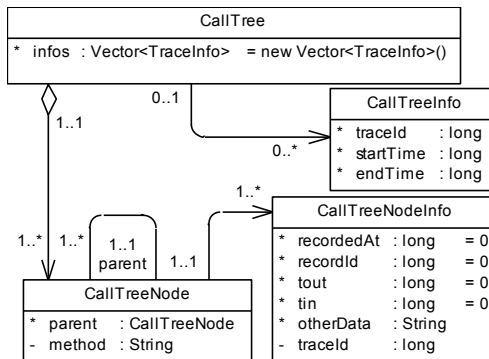 CallTree
* infos : Vector<TraceInfo> = new Vector<TraceInfo>()
1..1
0..1
0..*
CallTreeInfo
* traceId : long
* startTime : long
* endTime : long
1..*
1..*
1..1
parent
1..1
1..*
CallTreeNode
* parent : CallTreeNode
- method : String
CallTreeNodeInfo
* recordedAt : long = 0
* recordId : long = 0
* tout : long = 0
* tin : long = 0
* otherData : String
- traceId : long